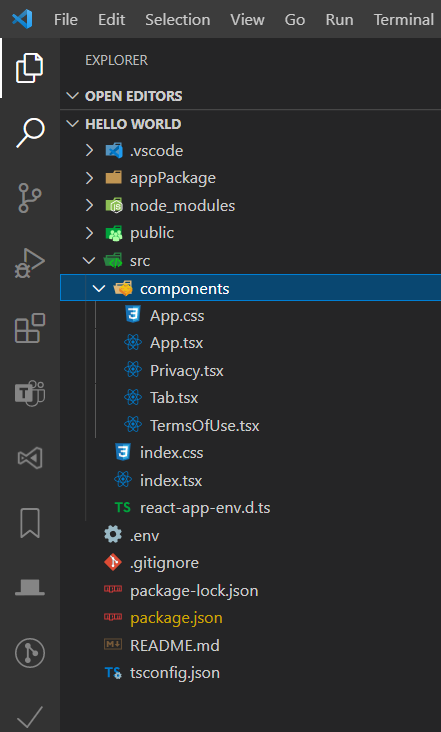 File Edit Selection View Go Run Terminal
EXPLORER
OPEN EDITORS
HELLO WORLD
.vscode
appPackage
node_modules
public
src
components
App.css
App.tsx
Privacy.tsx
Tab.tsx
TermsOfUse.tsx
index.css
index.tsx
TS react-app-env.d.ts
.env
.gitignore
package-lock.json
package.json
README.md
TS tsconfig.json